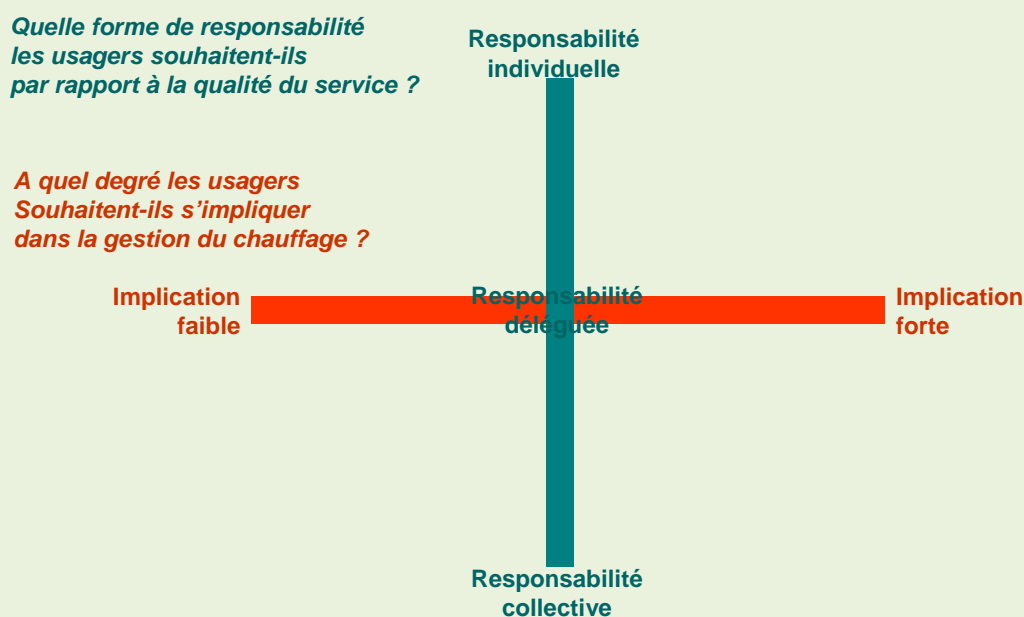 Quelle forme de responsabilité
les usagers souhaitent-ils
par rapport à la qualité du service ?
Responsabilité
individuelle
A quel degré les usagers
Souhaitent-ils s’impliquer
dans la gestion du chauffage ?
Implication
faible
Responsabilité
déléguée
Implication
forte
Responsabilité
collective